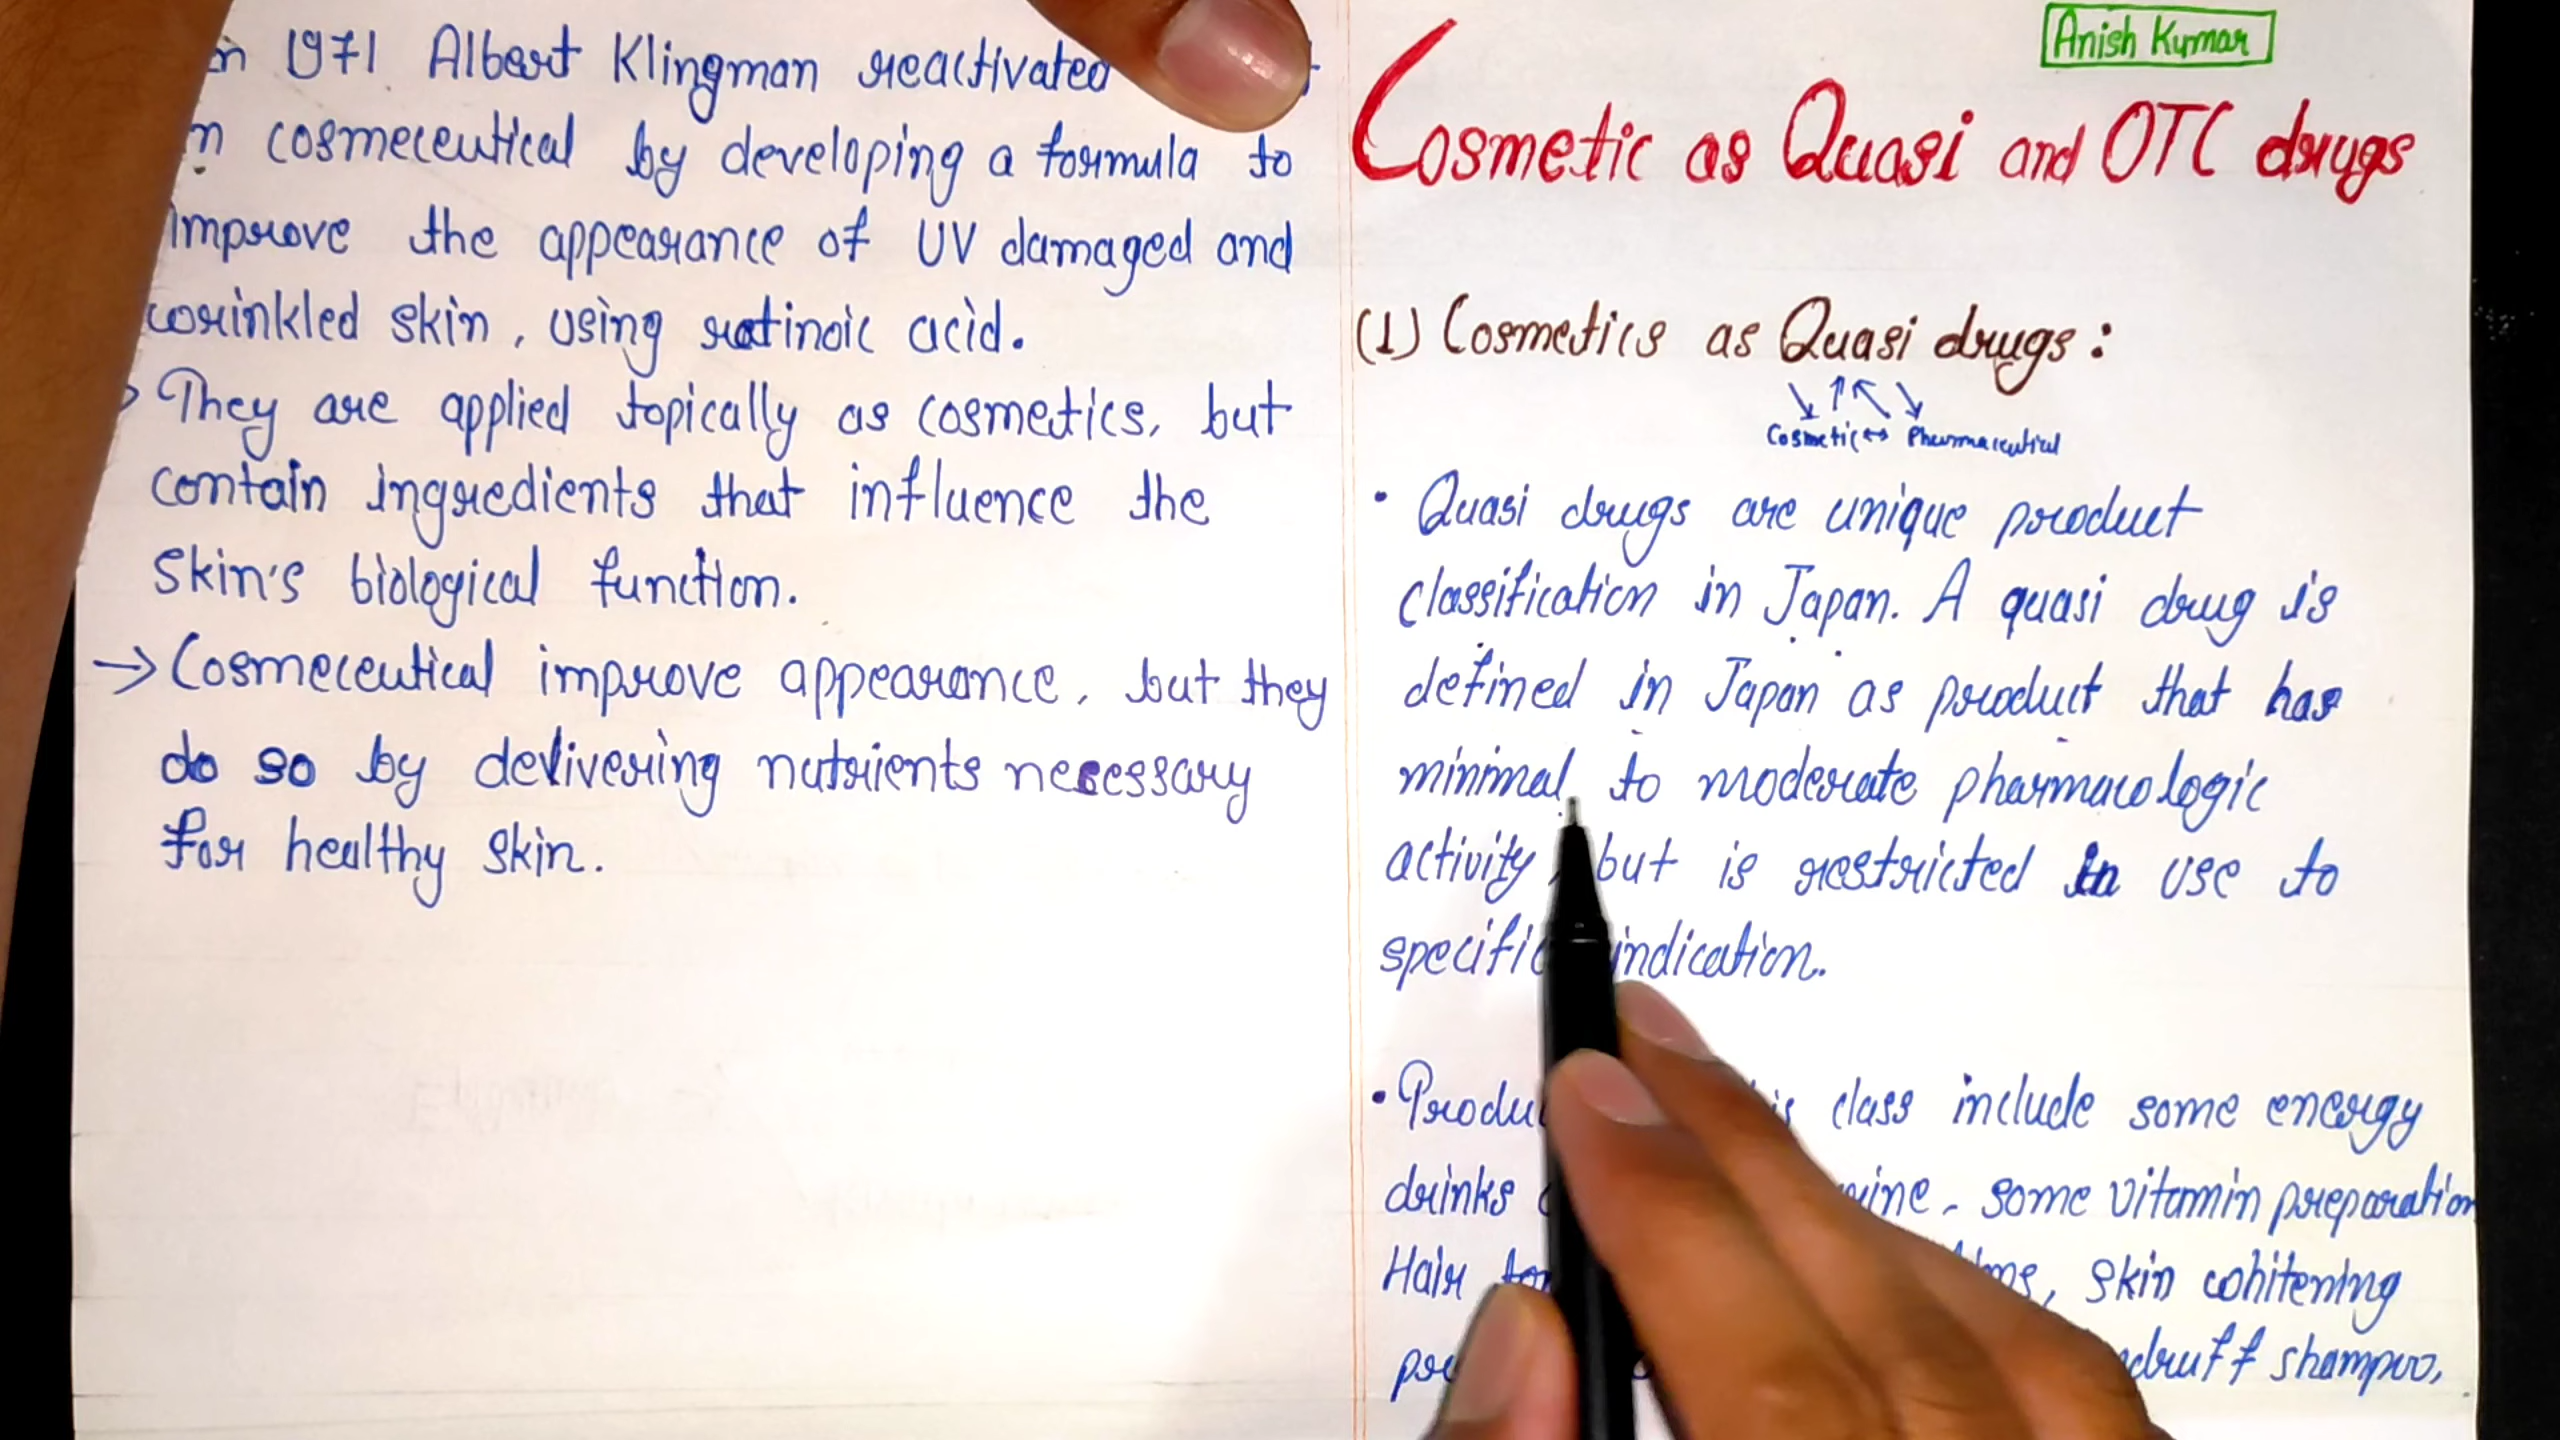 1971 Albert Klingman reactivated
cosmeceutical by developing a formula to
improve the appearance of UV damaged and
wrinkled skin, using retinoic acid.
They are applied topically as cosmetics, but
contain ingredients that influence the
skin's biological function.
→ Cosmeceutical improve appearance, but they
do so by delivering nutrients necessary
for healthy skin.
Anish Kumar
Cosmetic as Quasi and OTC drugs
(1) Cosmetics as Quasi drugs:
Cosmetic ↔ Pharmaceutical
• Quasi drugs are unique product
classification in Japan. A quasi drug is
defined in Japan as product that has
minimal to moderate pharmacologic
activity, but is restricted in use to
specific indication.
• class include some energy
drinks some vitamin preparation
Hair skin whitening
shampoo,